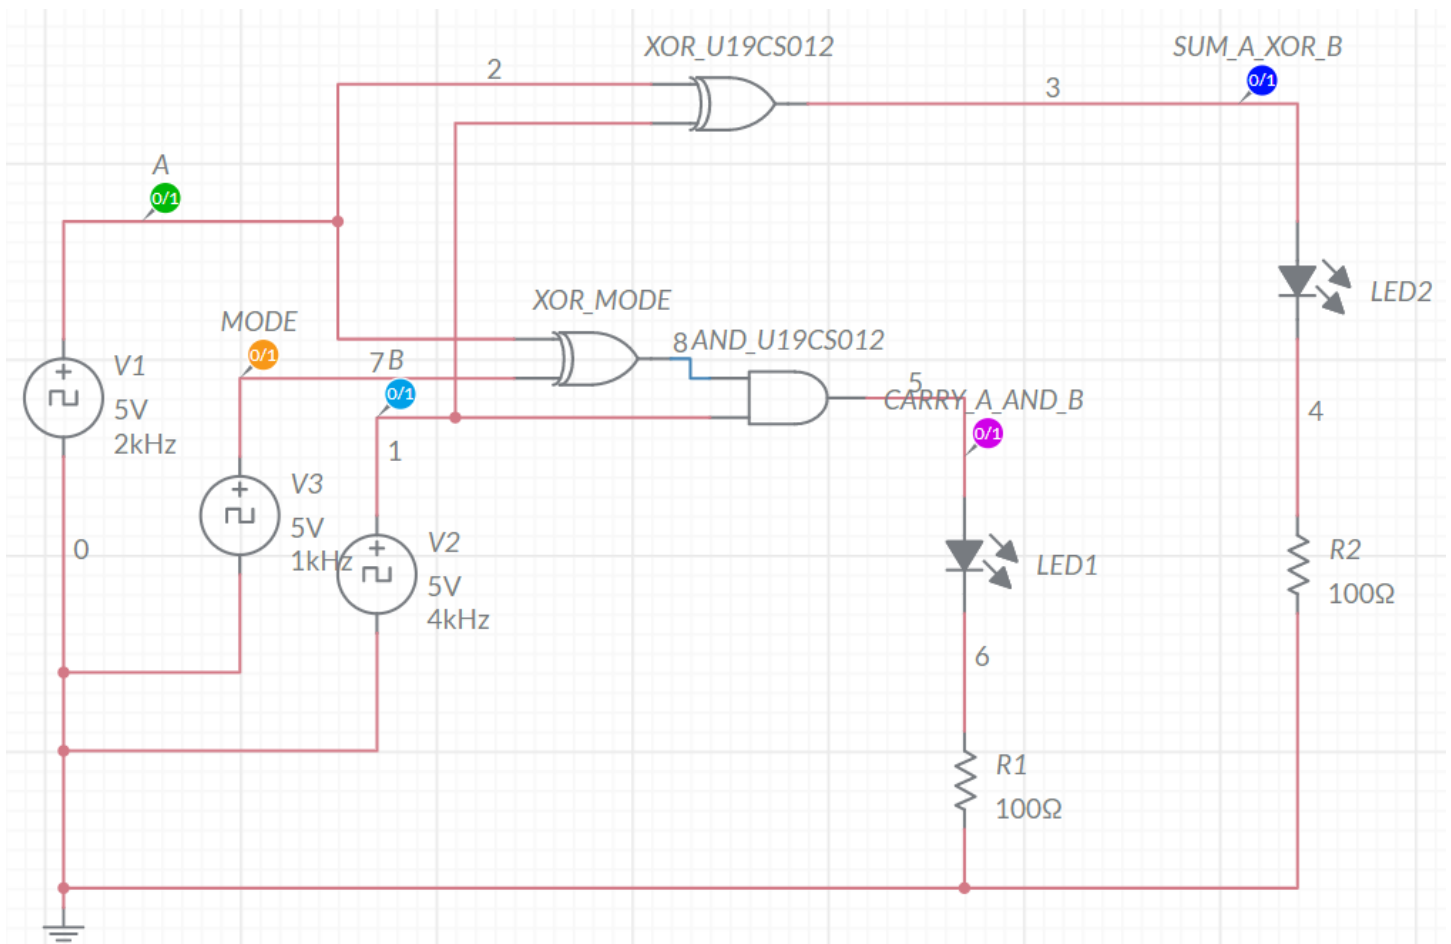 XOR_U19CS012
SUM_A_XOR_B
0/1
2
3
A
0/1
XOR_MODE
LED2
MODE
0/1
7
B
0/1
8
AND_U19CS012
V1
5V
2kHz
5
CARRY_A_AND_B
0/1
4
1
V3
5V
1kHz
0
V2
5V
4kHz
LED1
R2
100Ω
6
R1
100Ω